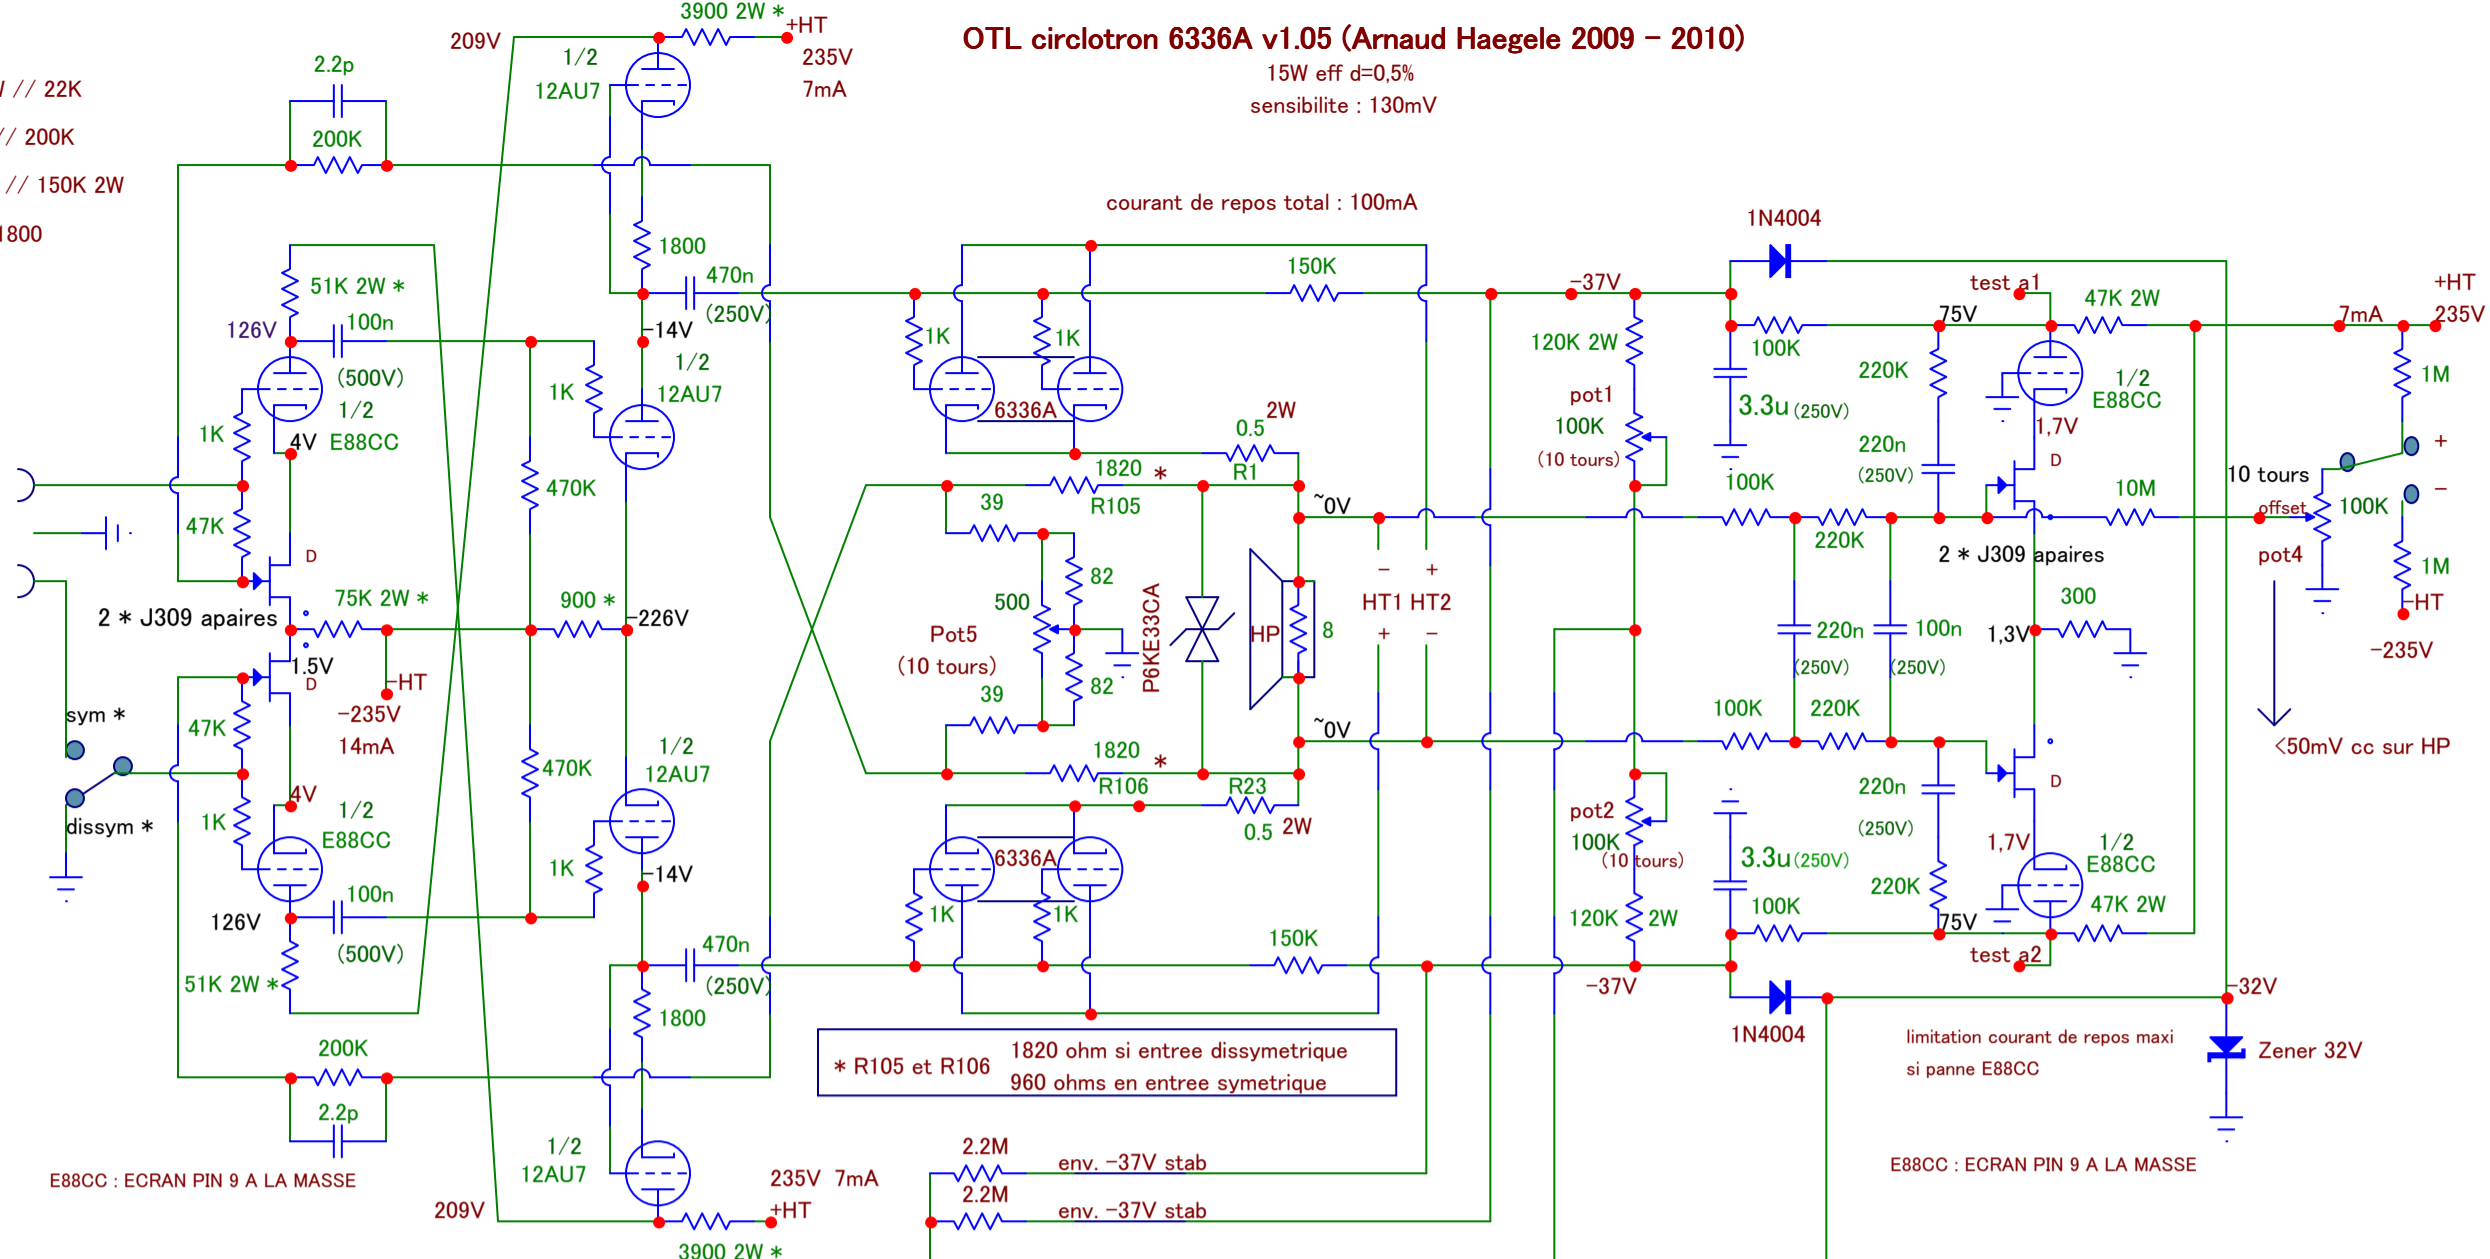 OTL circlotron 6336A v1.05 (Arnaud Haegele 2009 - 2010)
15W eff d=0,5%
sensibilite : 130mV
// 22K
// 200K
// 150K 2W
1800
2.2p
200K
209V
1/2
12AU7
3900 2W *
+HT
235V
7mA
1800
470n
(250V)
-14V
1/2
12AU7
51K 2W *
126V
100n
(500V)
1/2
E88CC
1K
4V
1K
47K
D
470K
2 * J309 apaires
75K 2W *
900 *
-226V
1.5V
D
-HT
-235V
14mA
sym *
dissym *
47K
1K
4V
1/2
E88CC
470K
1/2
12AU7
1K
-14V
126V
100n
(500V)
51K 2W *
470n
(250V)
1800
200K
2.2p
1/2
12AU7
209V
235V 7mA
+HT
3900 2W *
E88CC : ECRAN PIN 9 A LA MASSE
courant de repos total : 100mA
150K
1K
1K
6336A
2W
0.5
R1
1820 *
R105
39
82
500
Pot5
(10 tours)
82
39
P6KE33CA
HP
8
~0V
- +
HT1 HT2
+ -
~0V
1820 *
R106
R23
0.5 2W
6336A
1K
1K
150K
* R105 et R106
1820 ohm si entree dissymetrique
960 ohms en entree symetrique
2.2M
env. -37V stab
2.2M
env. -37V stab
-37V
120K 2W
pot1
100K
(10 tours)
pot2
100K
(10 tours)
120K 2W
-37V
1N4004
100K
3.3u (250V)
100K
220K
220n
(250V)
100n
(250V)
100K
220K
3.3u (250V)
100K
1N4004
test a1
75V
47K 2W
220K
1/2
E88CC
220n
(250V)
1,7V
D
2 * J309 apaires
1,3V
300
D
220n
(250V)
1,7V
1/2
E88CC
220K
75V
47K 2W
test a2
+HT
7mA
235V
1M
+
10 tours
-
10M
offset
100K
pot4
1M
-HT
-235V
<50mV cc sur HP
-32V
Zener 32V
limitation courant de repos maxi
si panne E88CC
E88CC : ECRAN PIN 9 A LA MASSE